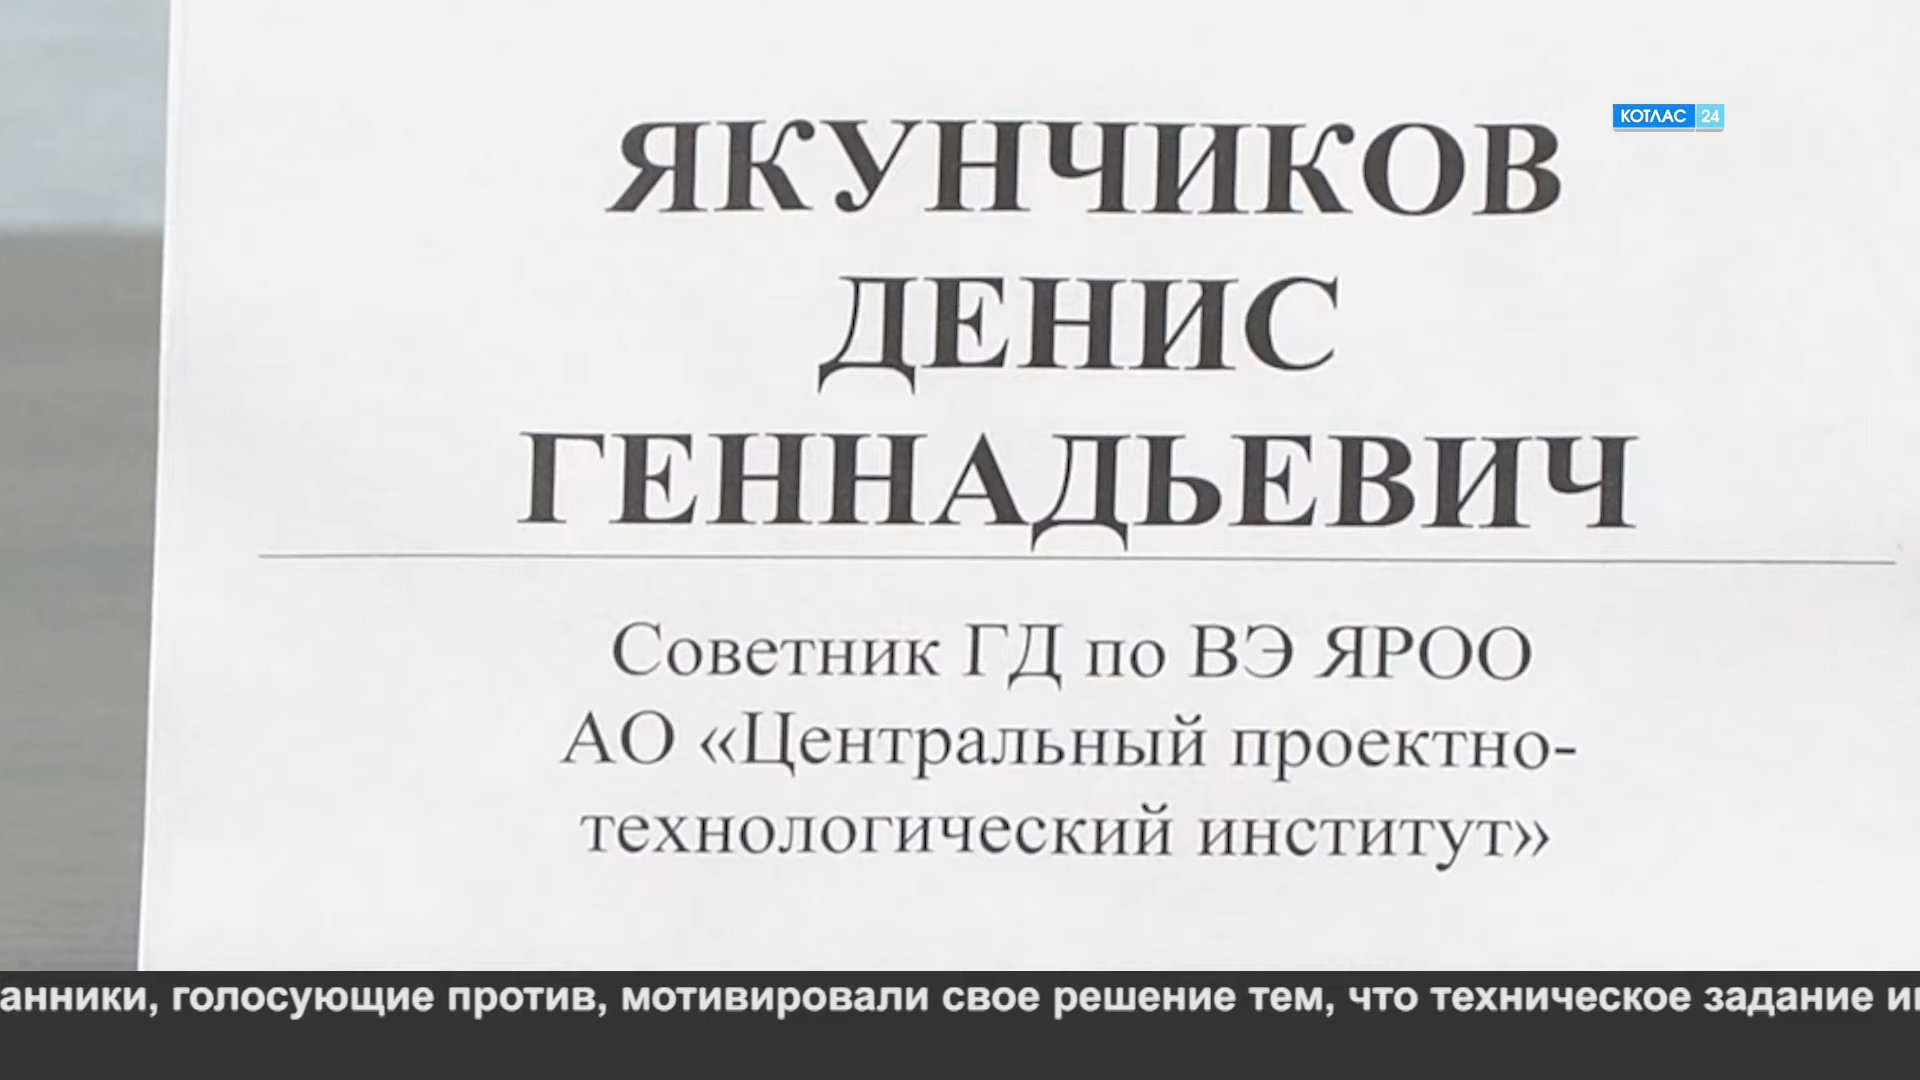 КОТЛАС 24
ЯКУНЧИКОВ
ДЕНИС
ГЕННАДЬЕВИЧ
Советник ГД по ВЭ ЯРОО
АО «Центральный проектно-
технологический институт»
анники, голосующие против, мотивировали свое решение тем, что техническое задание